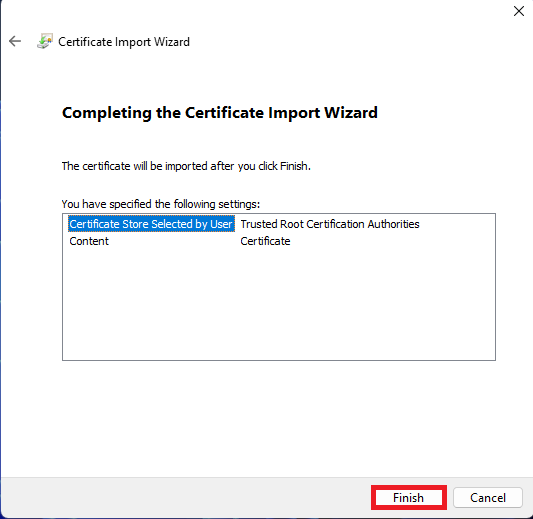 Certificate Import Wizard
Completing the Certificate Import Wizard
The certificate will be imported after you click Finish.
You have specified the following settings:
Certificate Store Selected by User Trusted Root Certification Authorities
Content Certificate
Finish Cancel